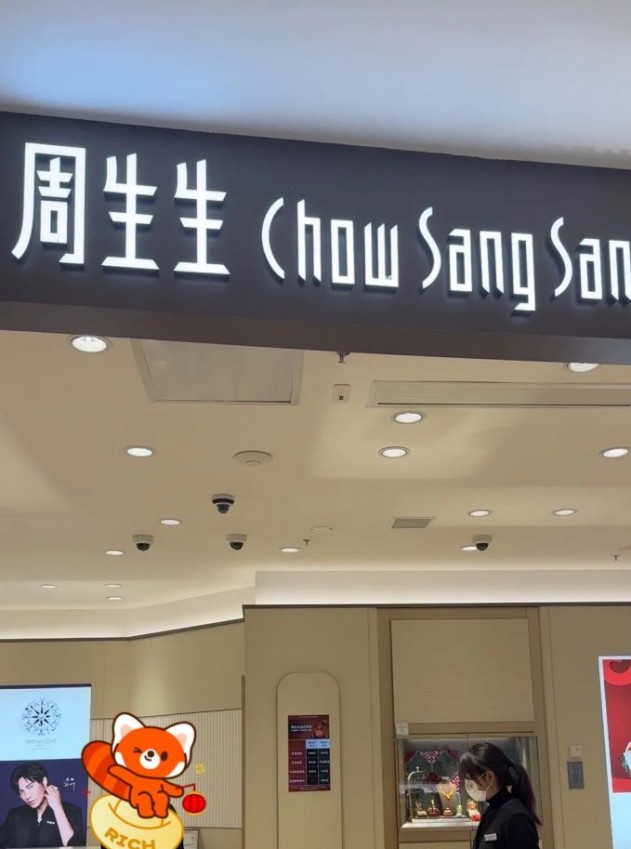 周生生 Chow Sang San
RICH